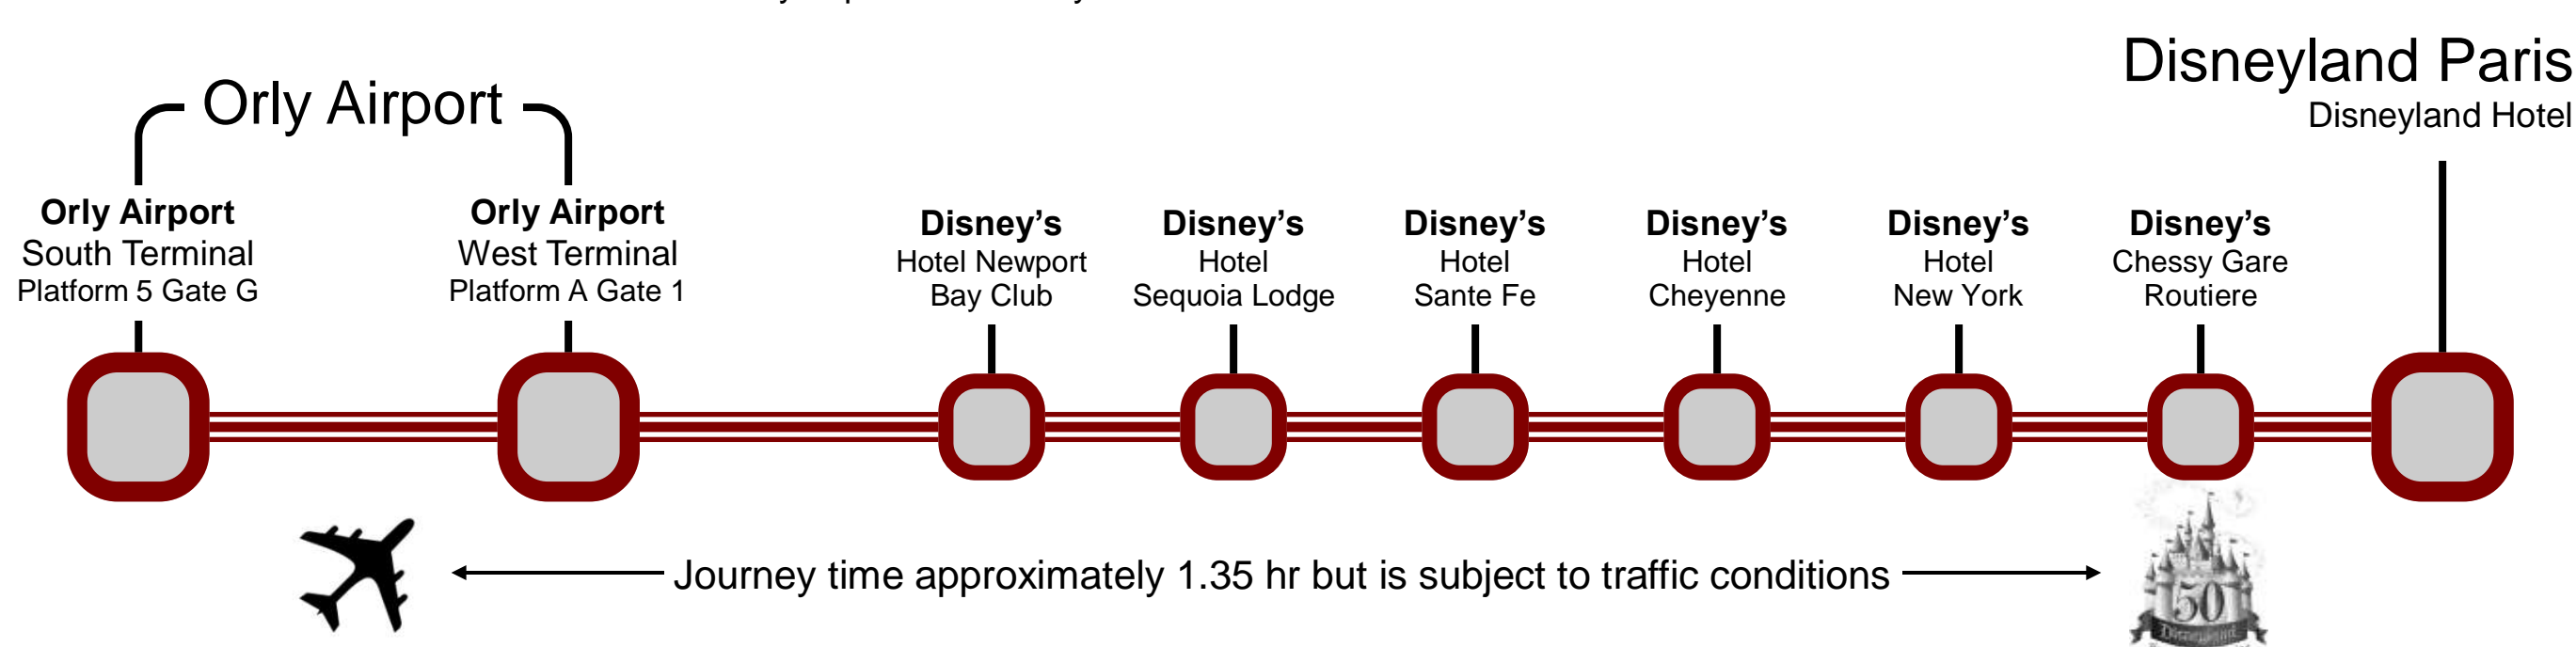 Disneyland Paris
Disneyland Hotel
Orly Airport
Orly Airport
South Terminal
Platform 5 Gate G
Orly Airport
West Terminal
Platform A Gate 1
Disney’s
Hotel Newport
Bay Club
Disney’s
Hotel
Sequoia Lodge
Disney’s
Hotel
Sante Fe
Disney’s
Hotel
Cheyenne
Disney’s
Hotel
New York
Disney’s
Chessy Gare
Routiere
Journey time approximately 1.35 hr but is subject to traffic conditions
50
Disneyland